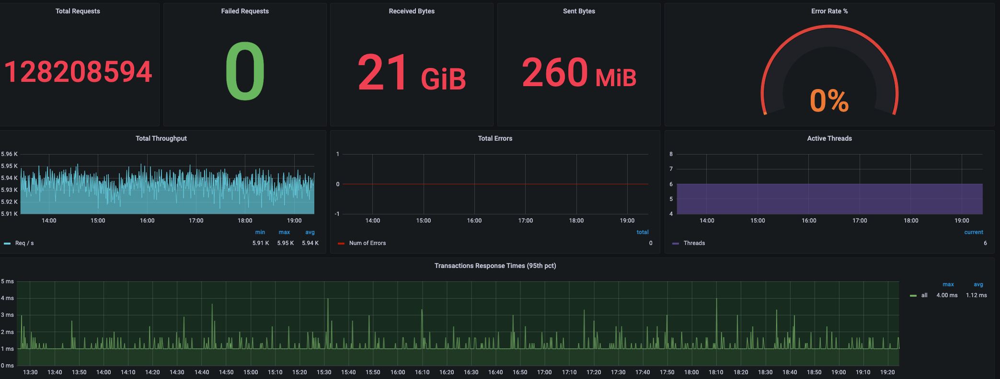 Total Requests
Failed Requests
Received Bytes
Sent Bytes
Error Rate %
128208594
0
21 GiB
260 MiB
0%
Total Throughput
5.96 K
5.95 K
5.94 K
5.93 K
5.92 K
5.91 K
14:00 15:00 16:00 17:00 18:00 19:00
min max avg
Req / s 5.91 K 5.95 K 5.94 K
Total Errors
1
0
-1
14:00 15:00 16:00 17:00 18:00 19:00
total
Num of Errors 0
Active Threads
8
7
6
5
4
14:00 15:00 16:00 17:00 18:00 19:00
current
Threads 6
Transactions Response Times (95th pct)
5 ms
4 ms
3 ms
2 ms
1 ms
0 ms
13:30 13:40 13:50 14:00 14:10 14:20 14:30 14:40 14:50 15:00 15:10 15:20 15:30 15:40 15:50 16:00 16:10 16:20 16:30 16:40 16:50 17:00 17:10 17:20 17:30 17:40 17:50 18:00 18:10 18:20 18:30 18:40 18:50 19:00 19:10 19:20
max avg
all 4.00 ms 1.12 ms